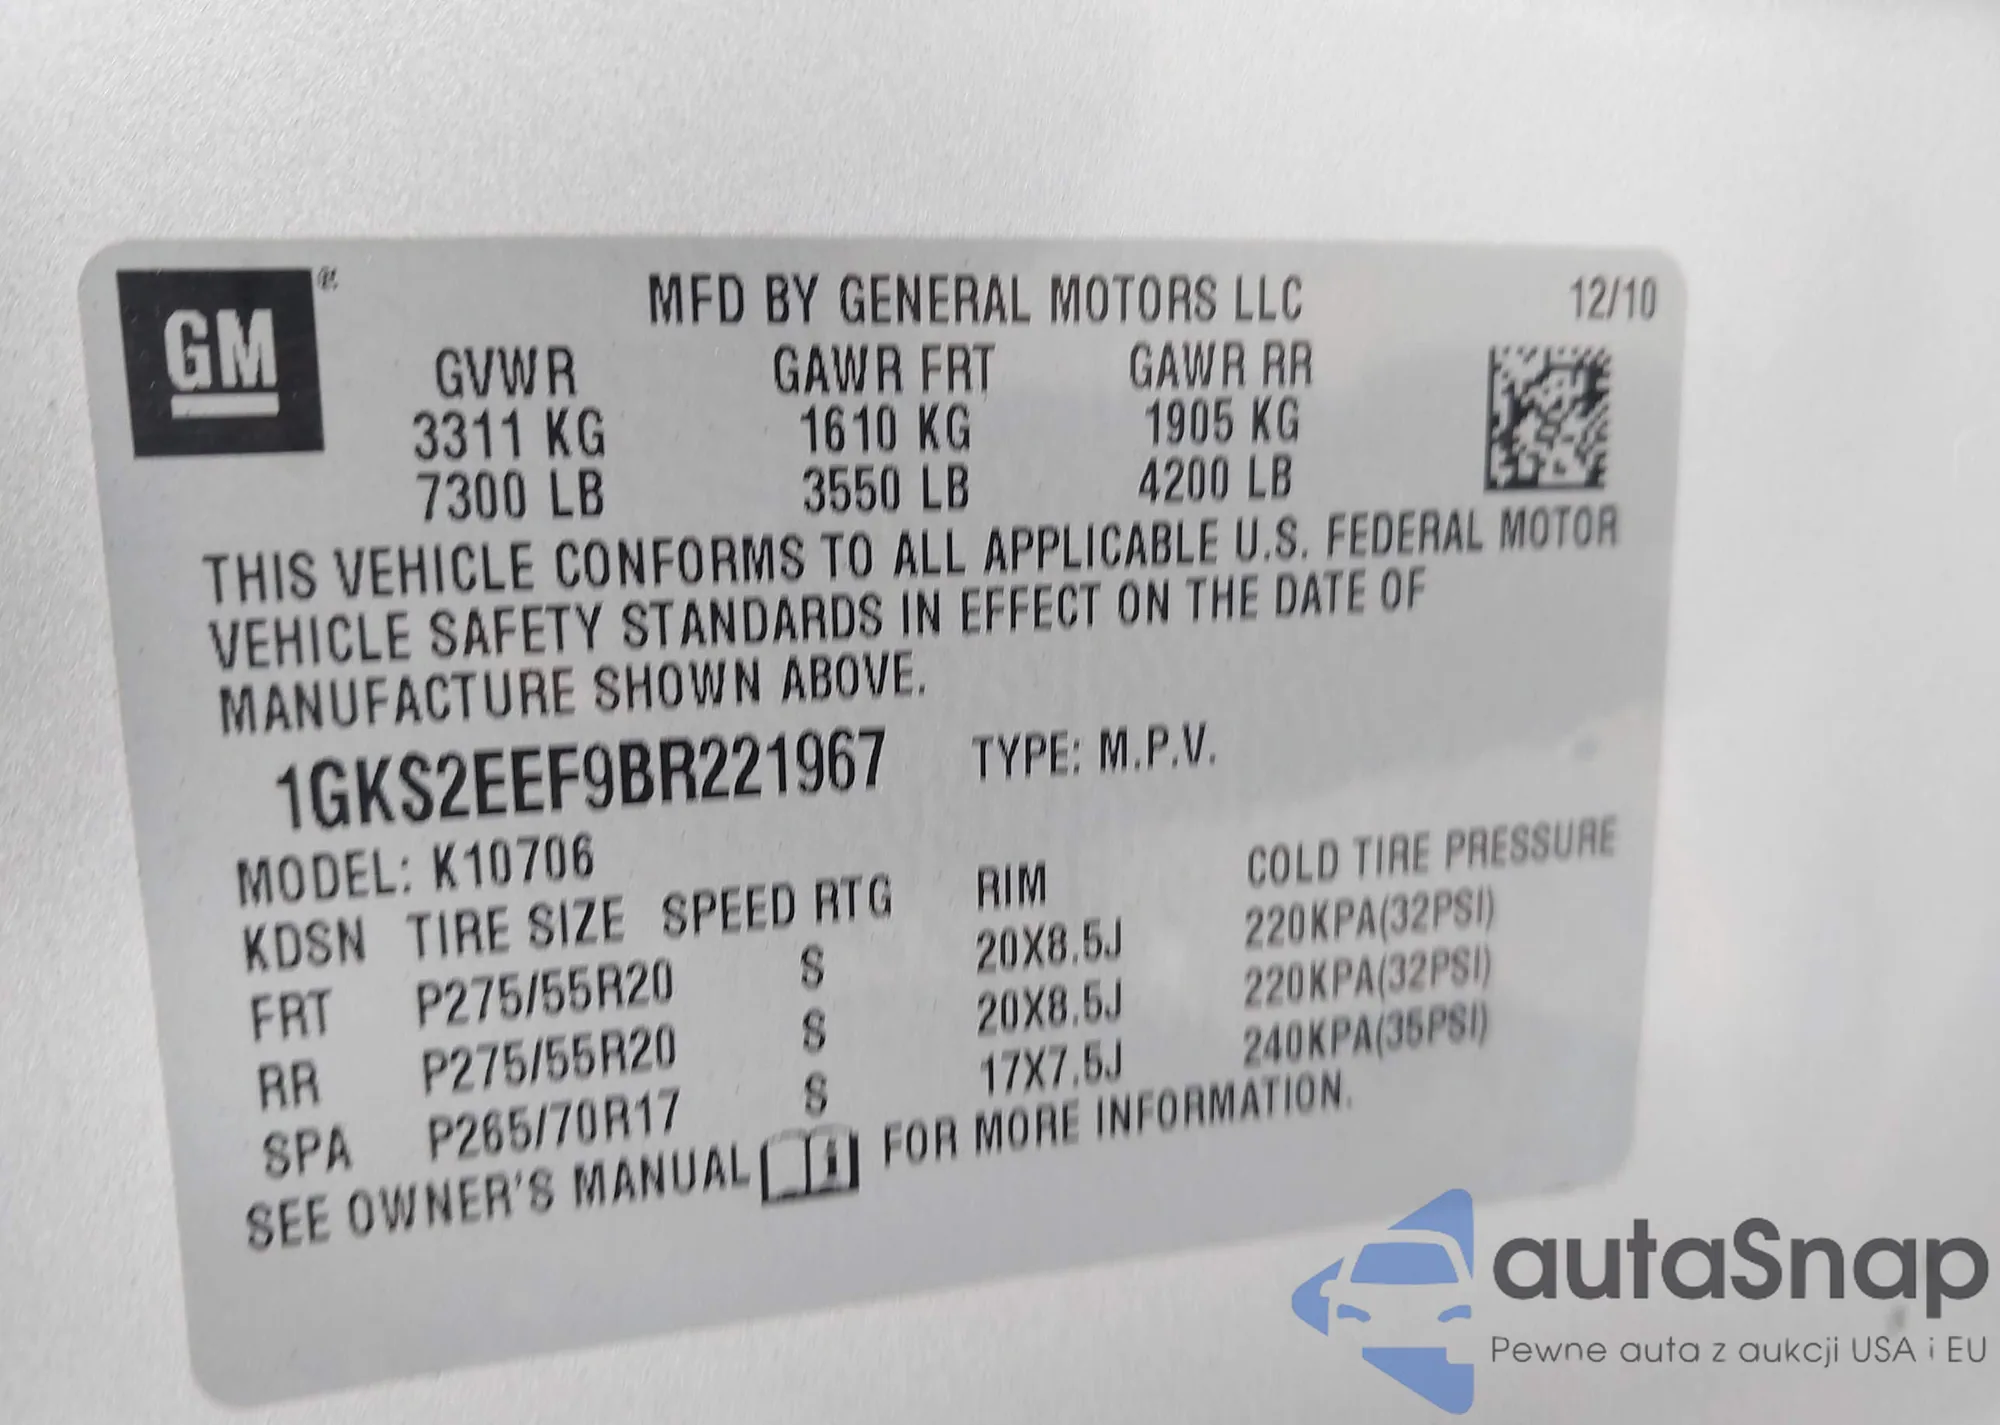 GM®
MFD BY GENERAL MOTORS LLC 12/10
GVWR GAWR FRT GAWR RR
3311 KG 1610 KG 1905 KG
7300 LB 3550 LB 4200 LB
THIS VEHICLE CONFORMS TO ALL APPLICABLE U.S. FEDERAL MOTOR
VEHICLE SAFETY STANDARDS IN EFFECT ON THE DATE OF
MANUFACTURE SHOWN ABOVE.
1GKS2EEF9BR221967 TYPE: M.P.V.
MODEL: K10706
KDSN TIRE SIZE SPEED RTG RIM COLD TIRE PRESSURE
FRT P275/55R20 S 20X8.5J 220KPA(32PSI)
RR P275/55R20 S 20X8.5J 220KPA(32PSI)
SPA P265/70R17 S 17X7.5J 240KPA(35PSI)
SEE OWNER'S MANUAL FOR MORE INFORMATION.
autaSnap
Pewne auta z aukcji USA i EU